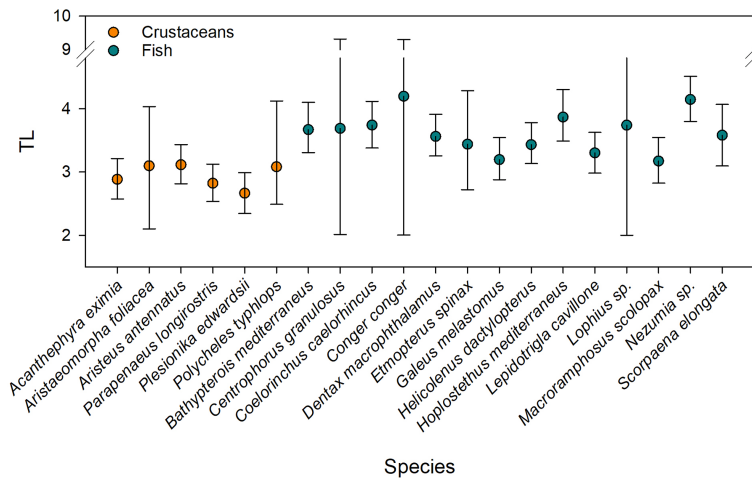 10
9
4
3
2
TL
Crustaceans
Fish
Acanthephyra eximia
Aristaeomorpha foliacea
Aristeus antennatus
Parapenaeus longirostris
Plesionika edwardsii
Polycheles typhlops
Bathypterois mediterraneus
Centrophorus granulosus
Coelorinchus caelorhincus
Conger conger
Dentax macrophthalamus
Etmopterus spinax
Galeus melastomus
Helicolenus dactylopterus
Hoplostethus mediterraneus
Lepidotrigla cavillone
Lophius sp.
Macroramphosus scolopax
Nezumia sp.
Scorpaena elongata
Species